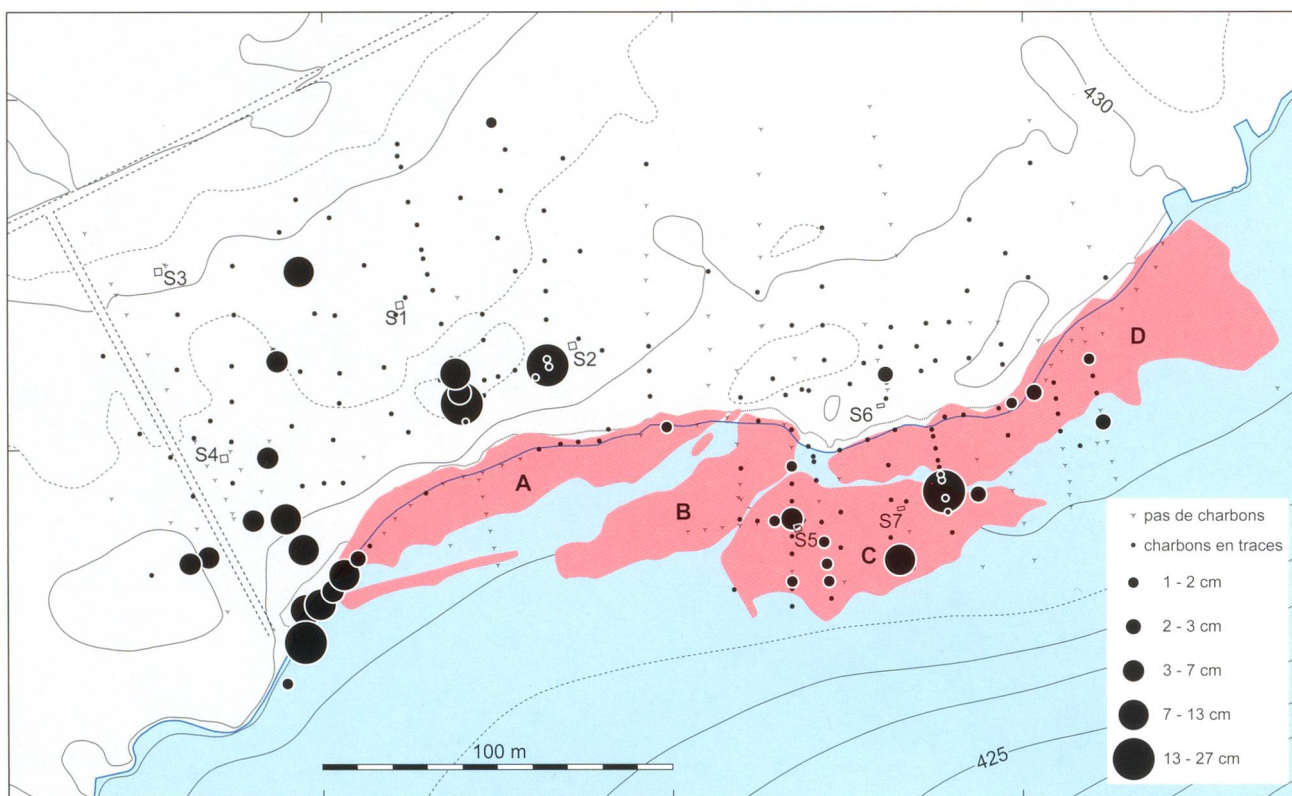 430
S3
S1
S2
S6
D
S4
A
B
S7
S5
C
100 m
425
pas de charbons
charbons en traces
1 - 2 cm
2 - 3 cm
3 - 7 cm
7 - 13 cm
13 - 27 cm